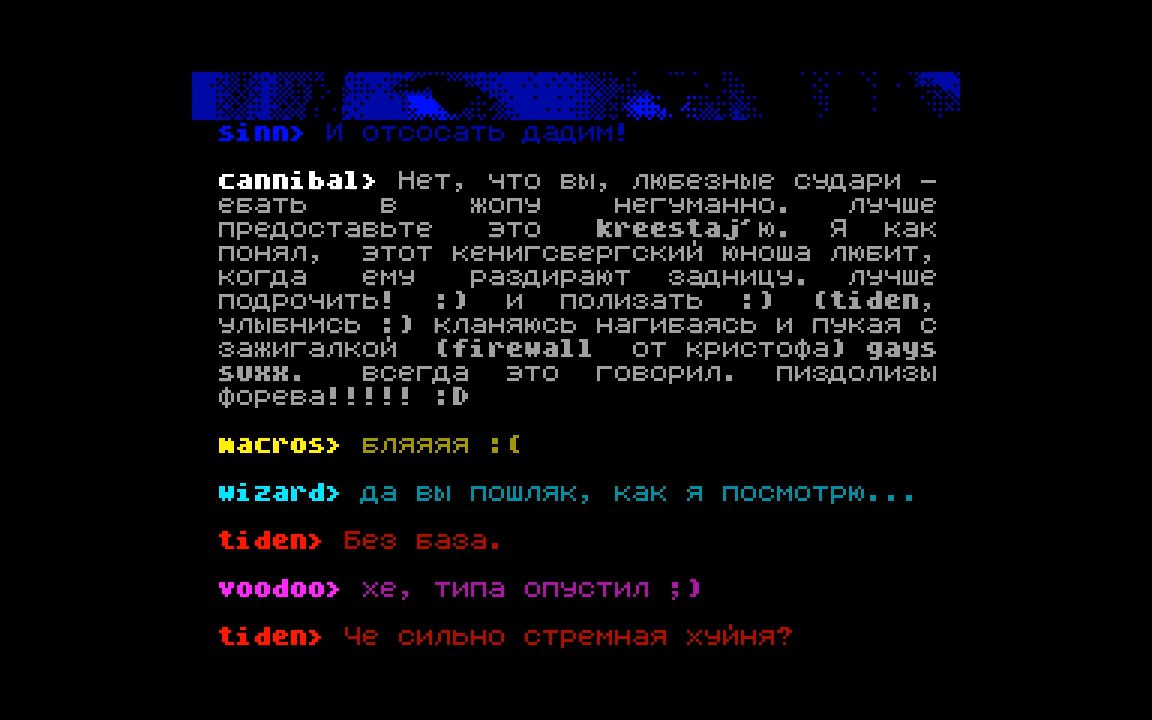 sinn> И отсосать дадим!
cannibal> Нет, что вы, любезные судари –
ебать в жопу негуманно. лучше
предоставьте это kreestaj'ю. Я как
понял, этот кенигсбергский юноша любит,
когда ему раздирают задницу. лучше
подрочить! :) и полизать :) (tiden,
улыбнись ;) кланяюсь нагибаясь и пукая с
зажигалкой (firewall от кристофа) gays
suxx. всегда это говорил. пиздолизы
форева!!!!! :D
macros> бляяяя :(
wizard> да вы пошляк, как я посмотрю...
tiden> Без база.
voodoo> хе, типа опустил ;)
tiden> Че сильно стремная хуйня?